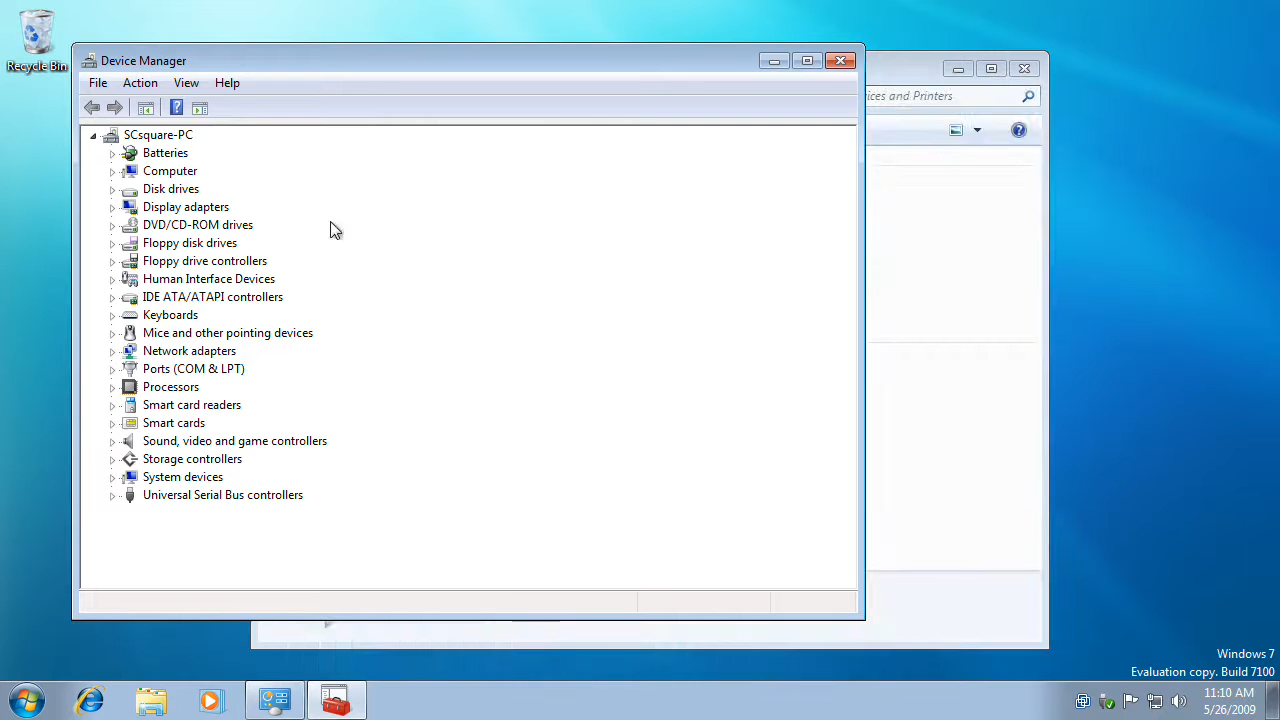 Recycle Bin
Device Manager
File Action View Help
ices and Printers
SCsquare-PC
Batteries
Computer
Disk drives
Display adapters
DVD/CD-ROM drives
Floppy disk drives
Floppy drive controllers
Human Interface Devices
IDE ATA/ATAPI controllers
Keyboards
Mice and other pointing devices
Network adapters
Ports (COM & LPT)
Processors
Smart card readers
Smart cards
Sound, video and game controllers
Storage controllers
System devices
Universal Serial Bus controllers
Windows 7
Evaluation copy. Build 7100
11:10 AM
5/26/2009